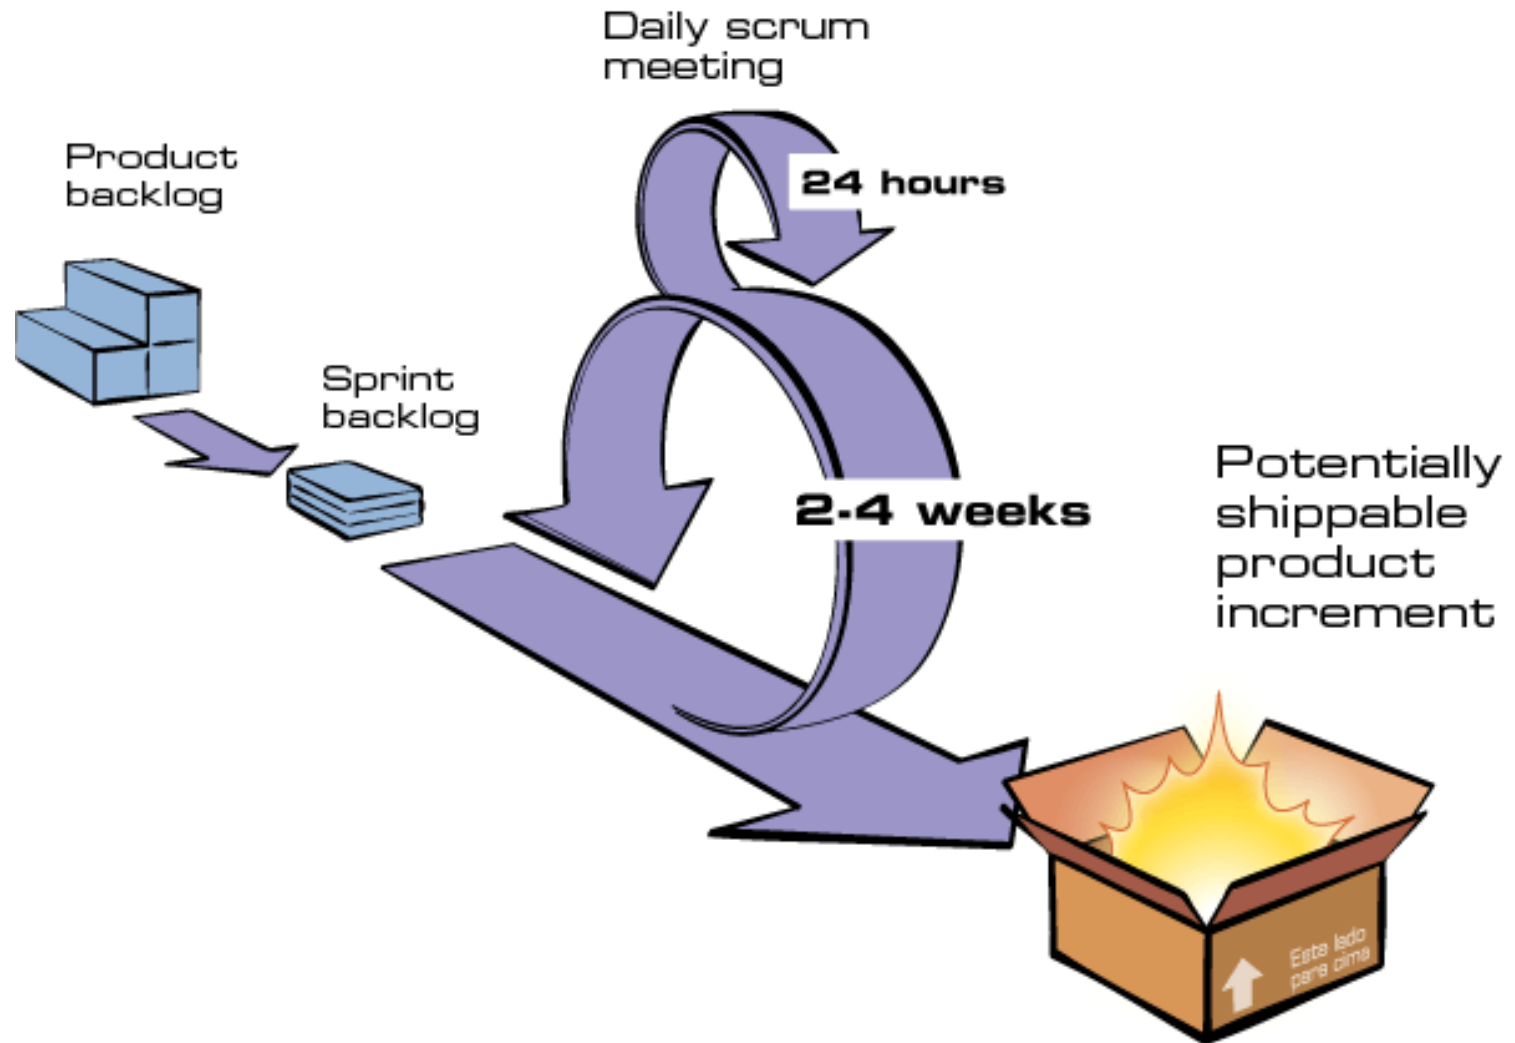 Daily scrum
meeting
24 hours
Product
backlog
Sprint
backlog
2-4 weeks
Potentially
shippable
product
increment
Este lado
para cima